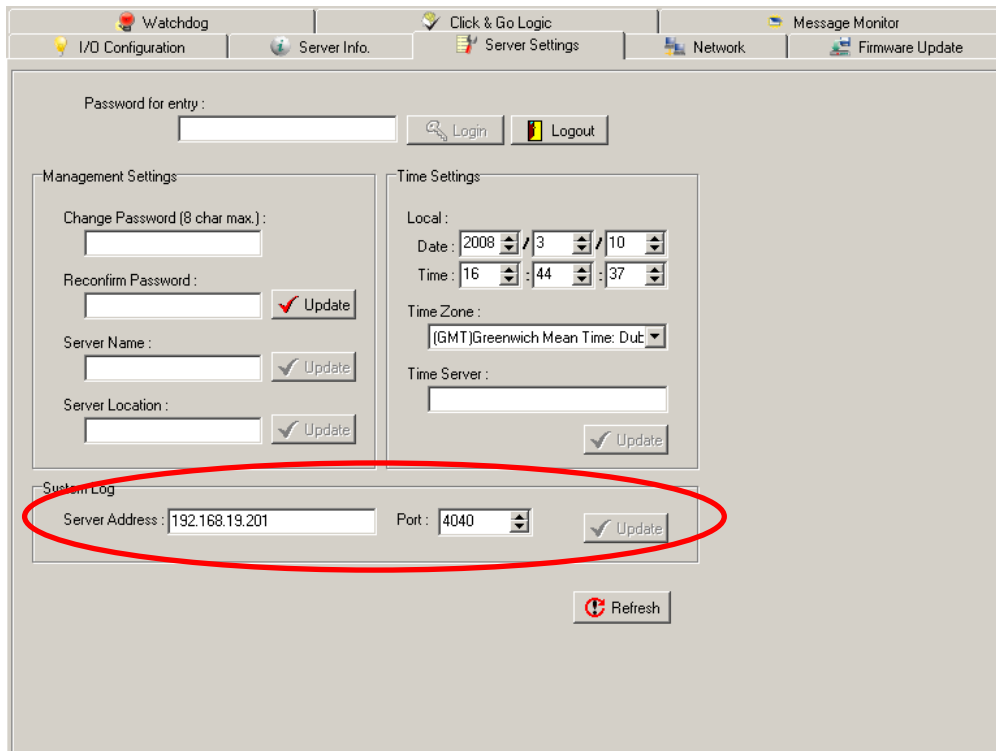 Watchdog Click & Go Logic Message Monitor
I/O Configuration Server Info. Server Settings Network Firmware Update
Password for entry :
Login Logout
Management Settings
Change Password (8 char max.) :
Reconfirm Password :
Update
Server Name :
Update
Server Location :
Update
Time Settings
Local :
Date : 2008 / 3 / 10
Time : 16 : 44 : 37
Time Zone :
(GMT)Greenwich Mean Time: Dub
Time Server :
Update
System Log
Server Address : 192.168.19.201 Port : 4040 Update
Refresh